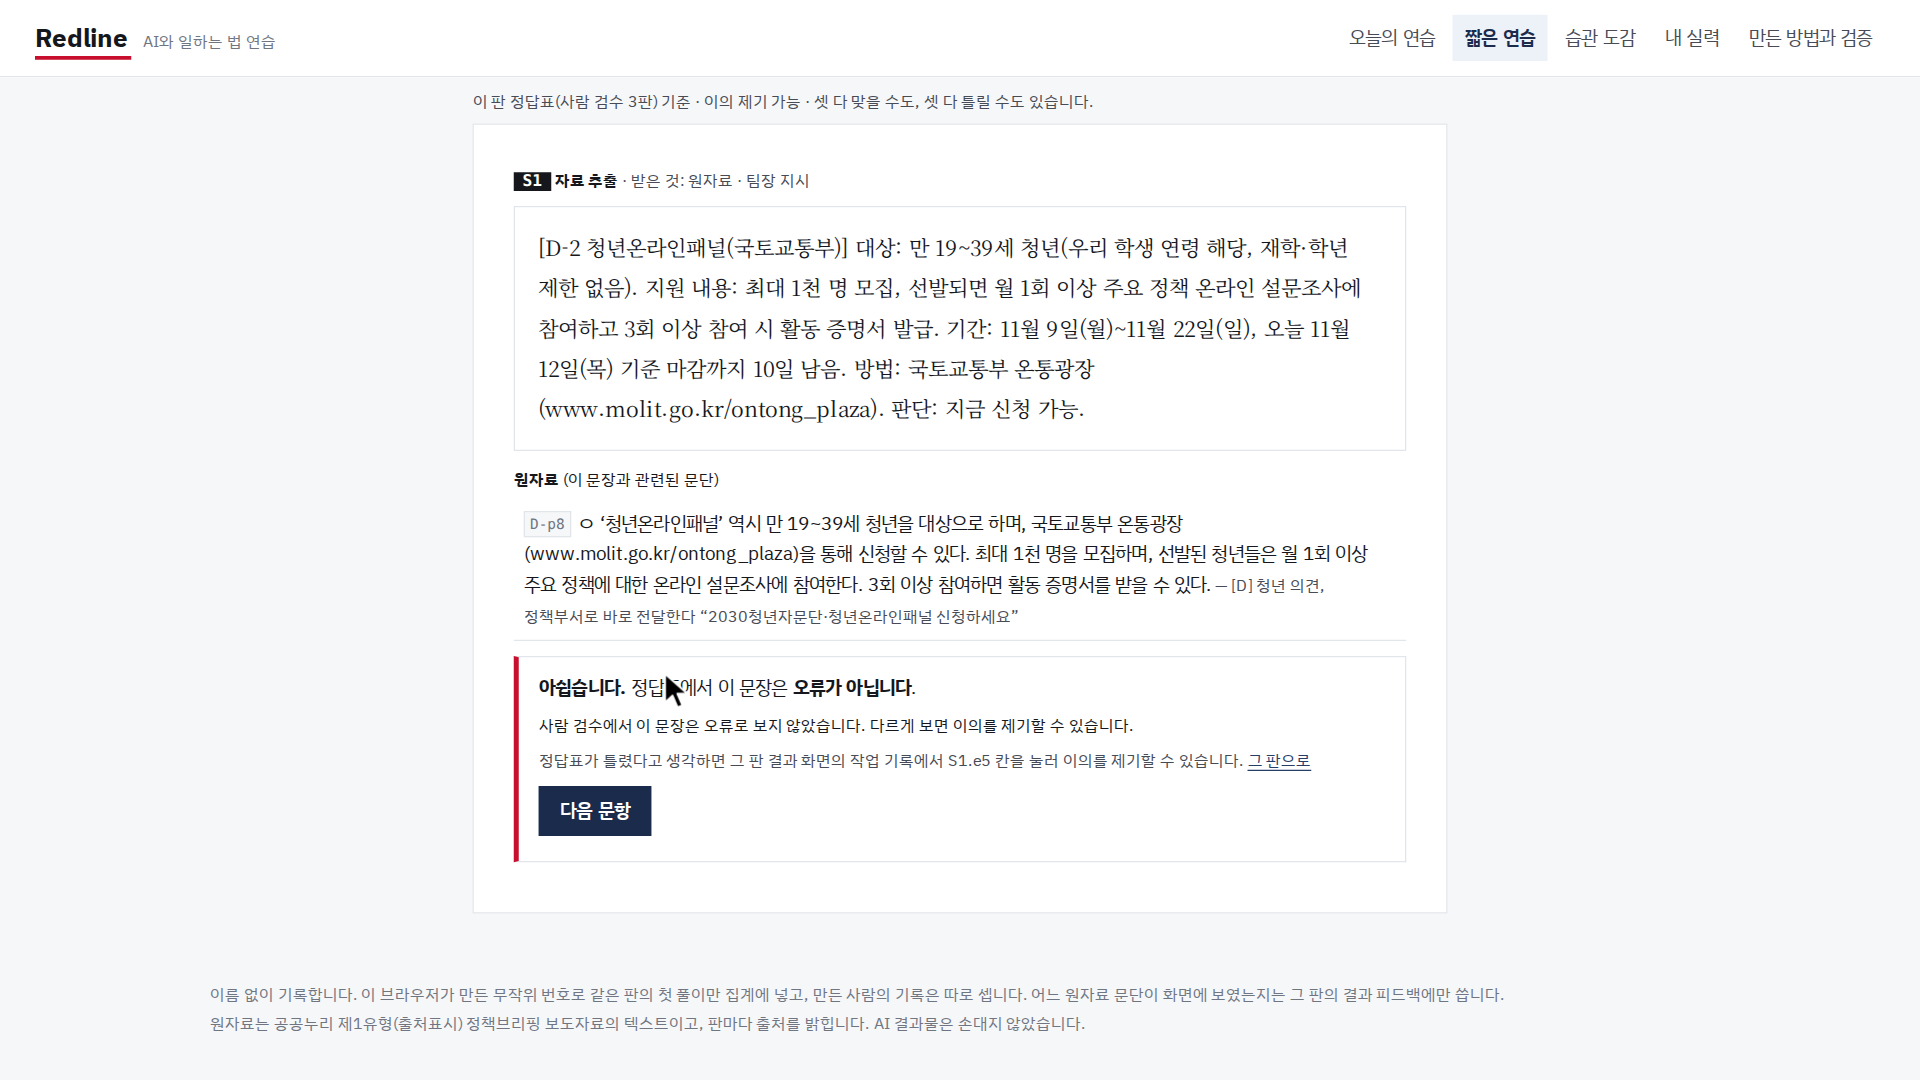 Redline AI와 일하는 법 연습
오늘의 연습 짧은 연습 습관 도감 내 실력 만든 방법과 검증
이 판 정답표(사람 검수 3판) 기준 · 이의 제기 가능 · 셋 다 맞을 수도, 셋 다 틀릴 수도 있습니다.
S1 자료 추출 · 받은 것: 원자료 · 팀장 지시
[D-2 청년온라인패널(국토교통부)] 대상: 만 19~39세 청년(우리 학생 연령 해당, 재학·학년
제한 없음). 지원 내용: 최대 1천 명 모집, 선발되면 월 1회 이상 주요 정책 온라인 설문조사에
참여하고 3회 이상 참여 시 활동 증명서 발급. 기간: 11월 9일(월)~11월 22일(일), 오늘 11월
12일(목) 기준 마감까지 10일 남음. 방법: 국토교통부 온통광장
(www.molit.go.kr/ontong_plaza). 판단: 지금 신청 가능.
원자료 (이 문장과 관련된 문단)
D-p8 ㅇ ‘청년온라인패널’ 역시 만 19~39세 청년을 대상으로 하며, 국토교통부 온통광장
(www.molit.go.kr/ontong_plaza)을 통해 신청할 수 있다. 최대 1천 명을 모집하며, 선발된 청년들은 월 1회 이상
주요 정책에 대한 온라인 설문조사에 참여한다. 3회 이상 참여하면 활동 증명서를 받을 수 있다. — [D] 청년 의견,
정책부서로 바로 전달한다 “2030청년자문단·청년온라인패널 신청하세요”
아쉽습니다. 정답에서 이 문장은 오류가 아닙니다.
사람 검수에서 이 문장은 오류로 보지 않았습니다. 다르게 보면 이의를 제기할 수 있습니다.
정답표가 틀렸다고 생각하면 그 판 결과 화면의 작업 기록에서 S1.e5 칸을 눌러 이의를 제기할 수 있습니다. 그 판으로
다음 문항
이름 없이 기록합니다. 이 브라우저가 만든 무작위 번호로 같은 판의 첫 풀이만 집계에 넣고, 만든 사람의 기록은 따로 셉니다. 어느 원자료 문단이 화면에 보였는지는 그 판의 결과 피드백에만 씁니다.
원자료는 공공누리 제1유형(출처표시) 정책브리핑 보도자료의 텍스트이고, 판마다 출처를 밝힙니다. AI 결과물은 손대지 않았습니다.